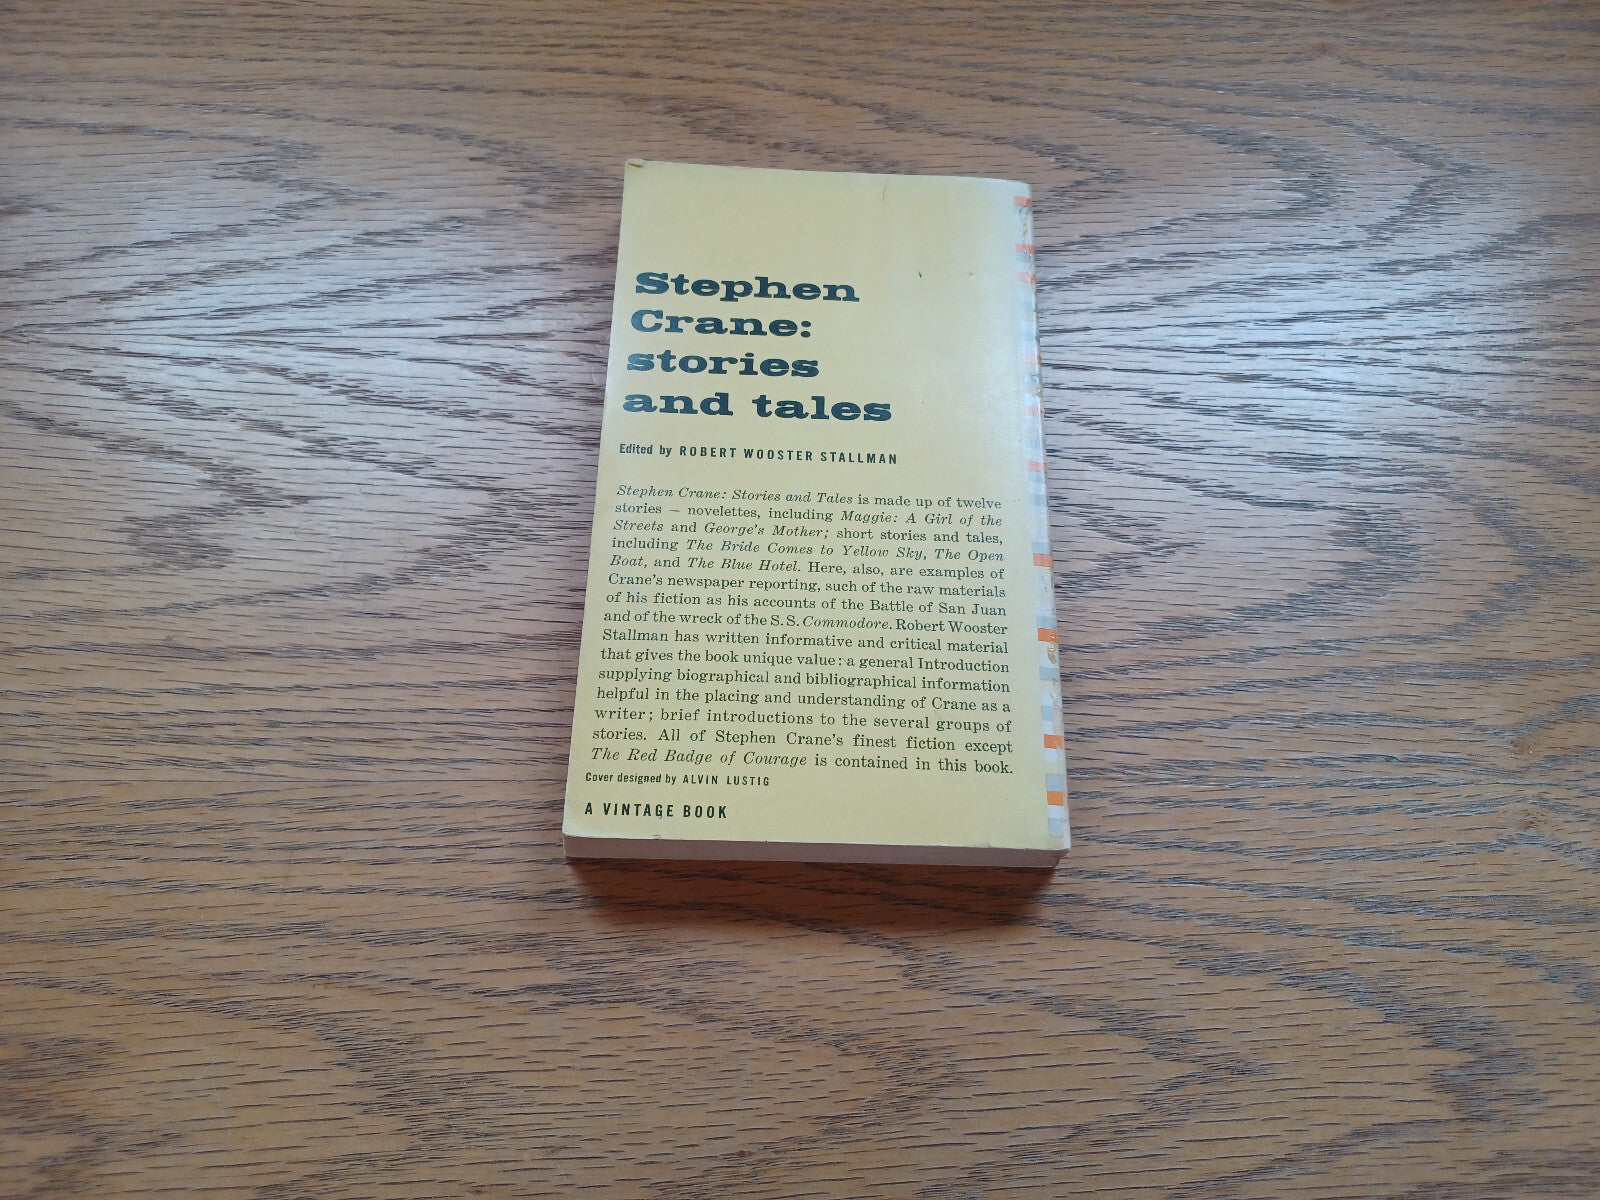 Stephen
Crane:
stories
and tales
Edited by ROBERT WOOSTER STALLMAN
Stephen Crane: Stories and Tales is made up of twelve
stories — novelettes, including Maggie: A Girl of the
Streets and George's Mother; short stories and tales,
including The Bride Comes to Yellow Sky, The Open
Boat, and The Blue Hotel. Here, also, are examples of
Crane's newspaper reporting, such of the raw materials
of his fiction as his accounts of the Battle of San Juan
and of the wreck of the S.S. Commodore. Robert Wooster
Stallman has written informative and critical material
that gives the book unique value: a general Introduction
supplying biographical and bibliographical information
helpful in the placing and understanding of Crane as a
writer; brief introductions to the several groups of
stories. All of Stephen Crane's finest fiction except
The Red Badge of Courage is contained in this book.
Cover designed by ALVIN LUSTIG
A VINTAGE BOOK